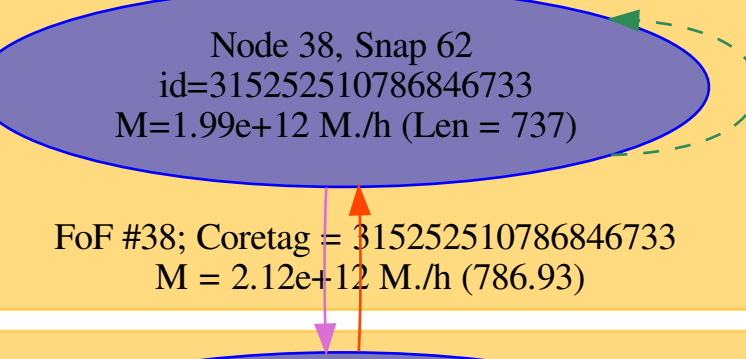 Node 38, Snap 62
id=315252510786846733
M=1.99e+12 M./h (Len = 737)
FoF #38; Coretag = 315252510786846733
M = 2.12e+12 M./h (786.93)